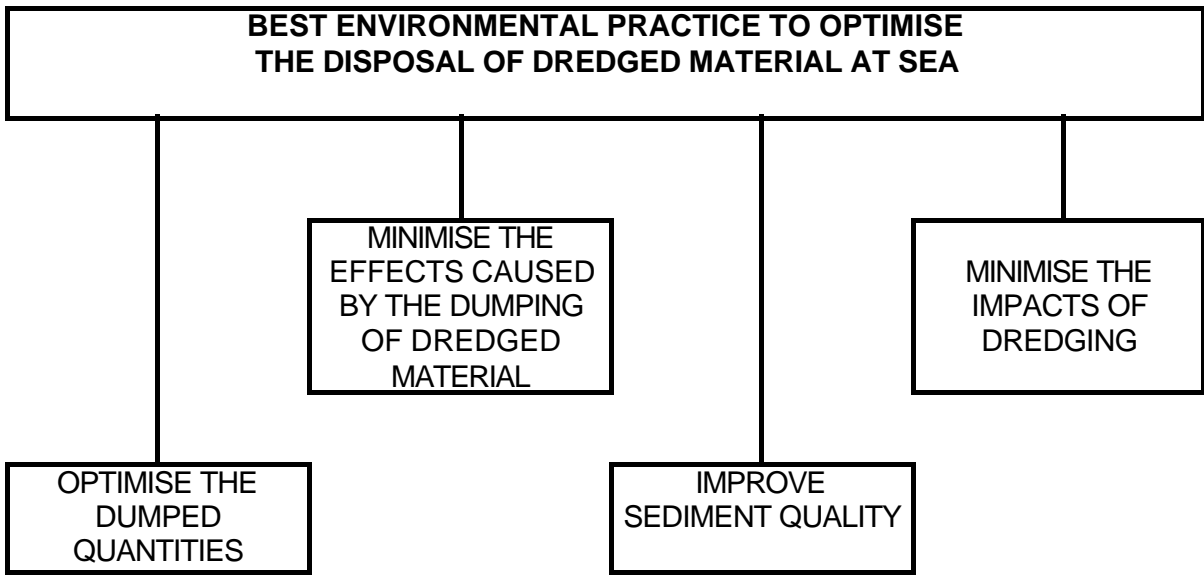 BEST ENVIRONMENTAL PRACTICE TO OPTIMISE
THE DISPOSAL OF DREDGED MATERIAL AT SEA
MINIMISE THE
EFFECTS CAUSED
BY THE DUMPING
OF DREDGED
MATERIAL
MINIMISE THE
IMPACTS OF
DREDGING
OPTIMISE THE
DUMPED
QUANTITIES
IMPROVE
SEDIMENT QUALITY